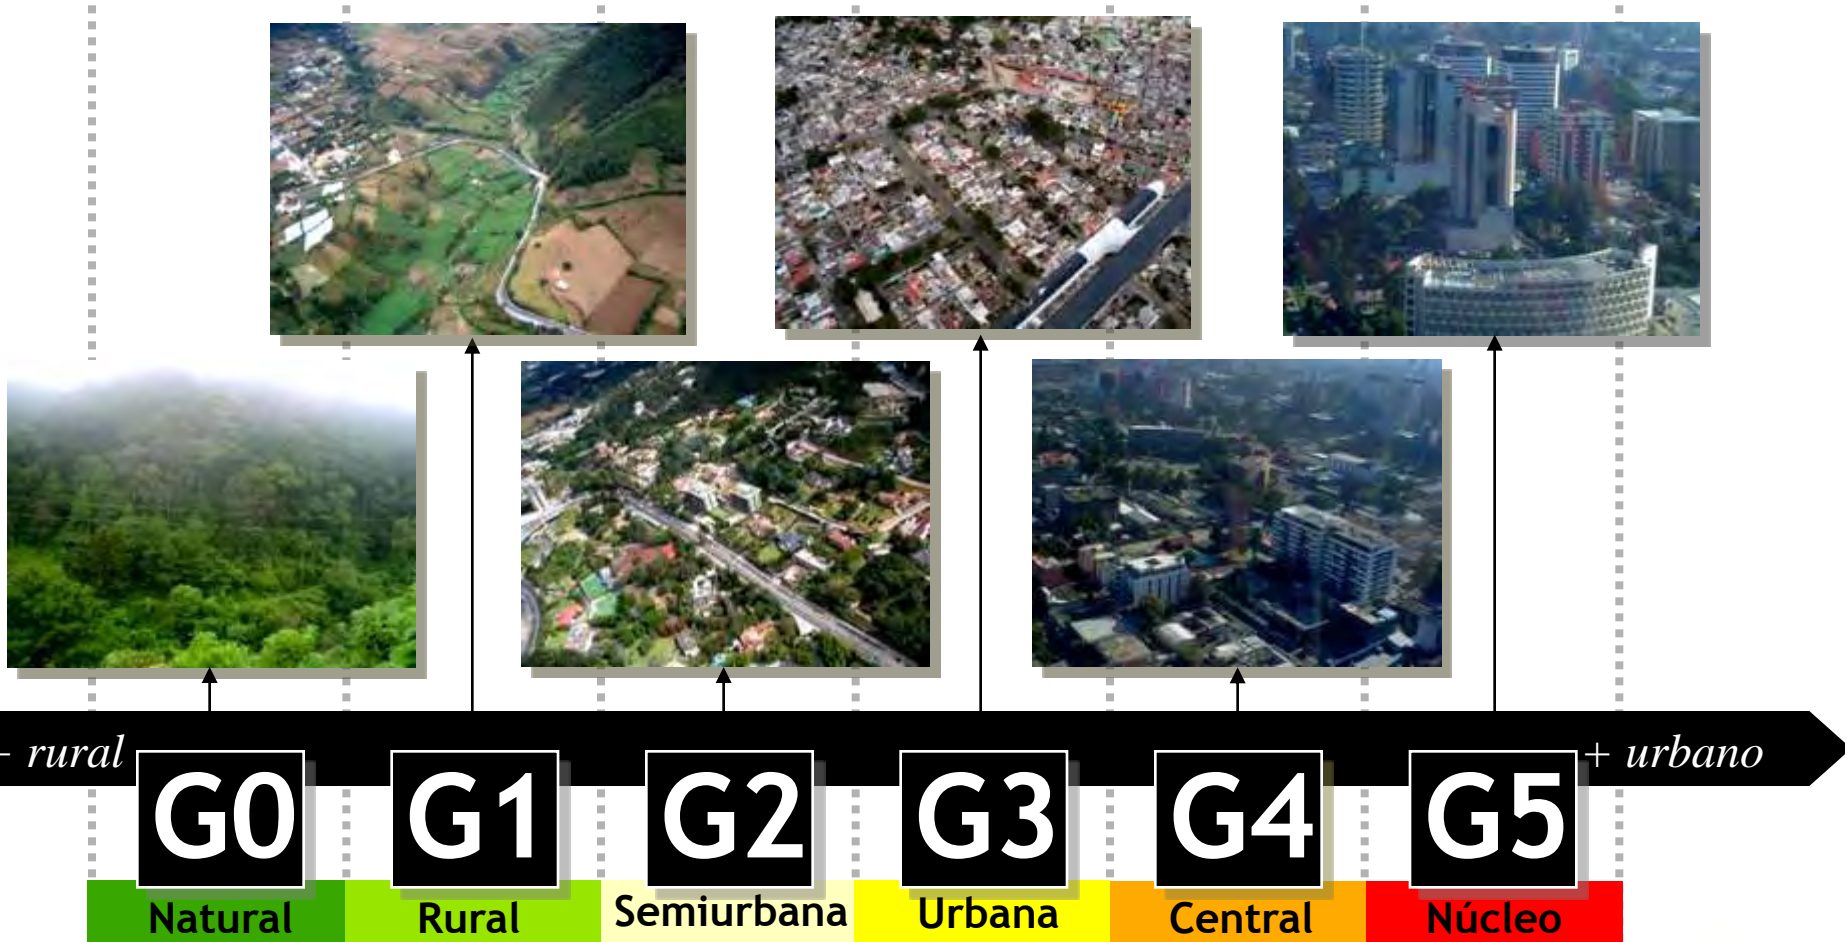 – rural
+ urbano
G0
G1
G2
G3
G4
G5
Natural
Rural
Semiurbana
Urbana
Central
Núcleo